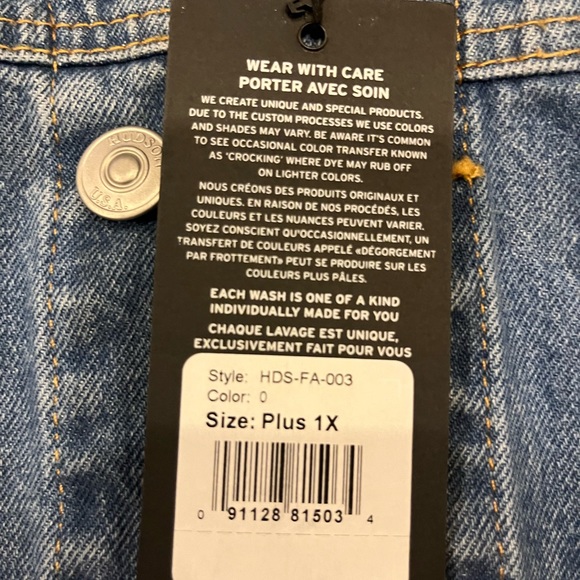 WEAR WITH CARE
PORTER AVEC SOIN
WE CREATE UNIQUE AND SPECIAL PRODUCTS.
DUE TO THE CUSTOM PROCESSES WE USE COLORS
AND SHADES MAY VARY. BE AWARE IT'S COMMON
TO SEE OCCASIONAL COLOR TRANSFER KNOWN
AS 'CROCKING' WHERE DYE MAY RUB OFF
ON LIGHTER COLORS.
NOUS CRÉONS DES PRODUITS ORIGINAUX ET
UNIQUES. EN RAISON DE NOS PROCÉDÉS, LES
COULEURS ET LES NUANCES PEUVENT VARIER.
SOYEZ CONSCIENT QU'OCCASIONNELLEMENT, UN
TRANSFERT DE COULEURS APPELÉ «DÉGORGEMENT
PAR FROTTEMENT» PEUT SE PRODUIRE SUR LES
COULEURS PLUS PÂLES.
EACH WASH IS ONE OF A KIND
INDIVIDUALLY MADE FOR YOU
CHAQUE LAVAGE EST UNIQUE,
EXCLUSIVEMENT FAIT POUR VOUS
Style: HDS-FA-003
Color: 0
Size: Plus 1X
0 91128 81503 4
HUDSON
U.S.A.